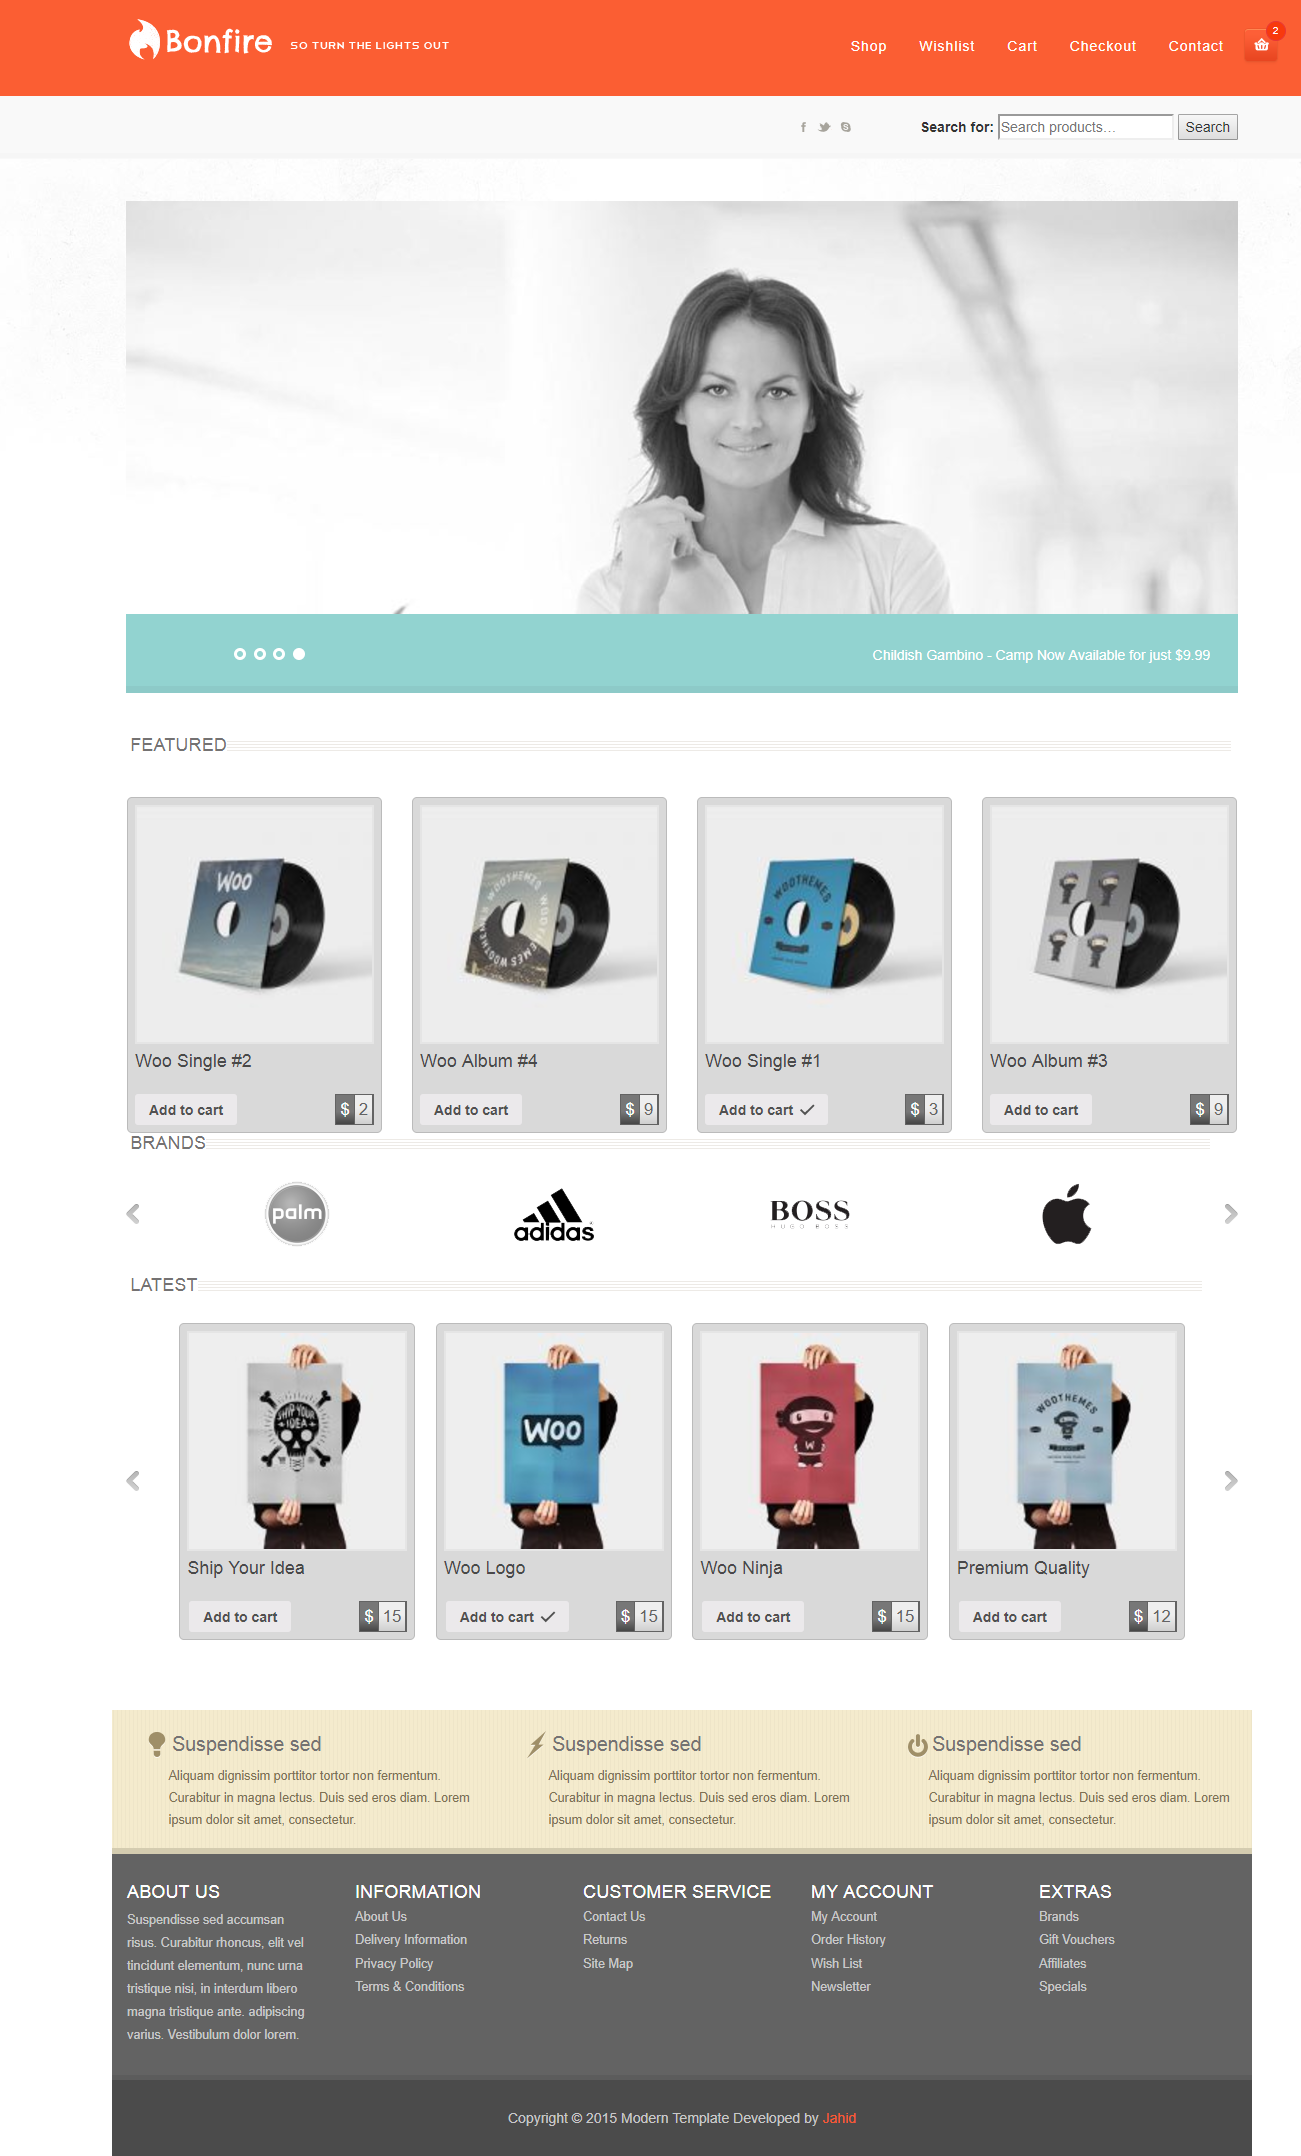 Bonfire
SO TURN THE LIGHTS OUT
Shop
Wishlist
Cart
Checkout
Contact
2
Search for:
Search products...
Search
Childish Gambino - Camp Now Available for just $9.99
FEATURED
WOO
WOOTHEMES
WOOTHEMES
WOOTHEMES
Woo Single #2
Woo Album #4
Woo Single #1
Woo Album #3
Add to cart
$ 2
Add to cart
$ 9
Add to cart
$ 3
Add to cart
$ 9
BRANDS
palm
adidas
BOSS
HUGO BOSS
LATEST
SHIP YOUR
IDEA
WOO
W
WOOTHEMES
Ship Your Idea
Woo Logo
Woo Ninja
Premium Quality
Add to cart
$ 15
Add to cart
$ 15
Add to cart
$ 15
Add to cart
$ 12
Suspendisse sed
Aliquam dignissim porttitor tortor non fermentum.
Curabitur in magna lectus. Duis sed eros diam. Lorem
ipsum dolor sit amet, consectetur.
Suspendisse sed
Aliquam dignissim porttitor tortor non fermentum.
Curabitur in magna lectus. Duis sed eros diam. Lorem
ipsum dolor sit amet, consectetur.
Suspendisse sed
Aliquam dignissim porttitor tortor non fermentum.
Curabitur in magna lectus. Duis sed eros diam. Lorem
ipsum dolor sit amet, consectetur.
ABOUT US
Suspendisse sed accumsan
risus. Curabitur rhoncus, elit vel
tincidunt elementum, nunc urna
tristique nisi, in interdum libero
magna tristique ante. adipiscing
varius. Vestibulum dolor lorem.
INFORMATION
About Us
Delivery Information
Privacy Policy
Terms & Conditions
CUSTOMER SERVICE
Contact Us
Returns
Site Map
MY ACCOUNT
My Account
Order History
Wish List
Newsletter
EXTRAS
Brands
Gift Vouchers
Affiliates
Specials
Copyright © 2015 Modern Template Developed by Jahid